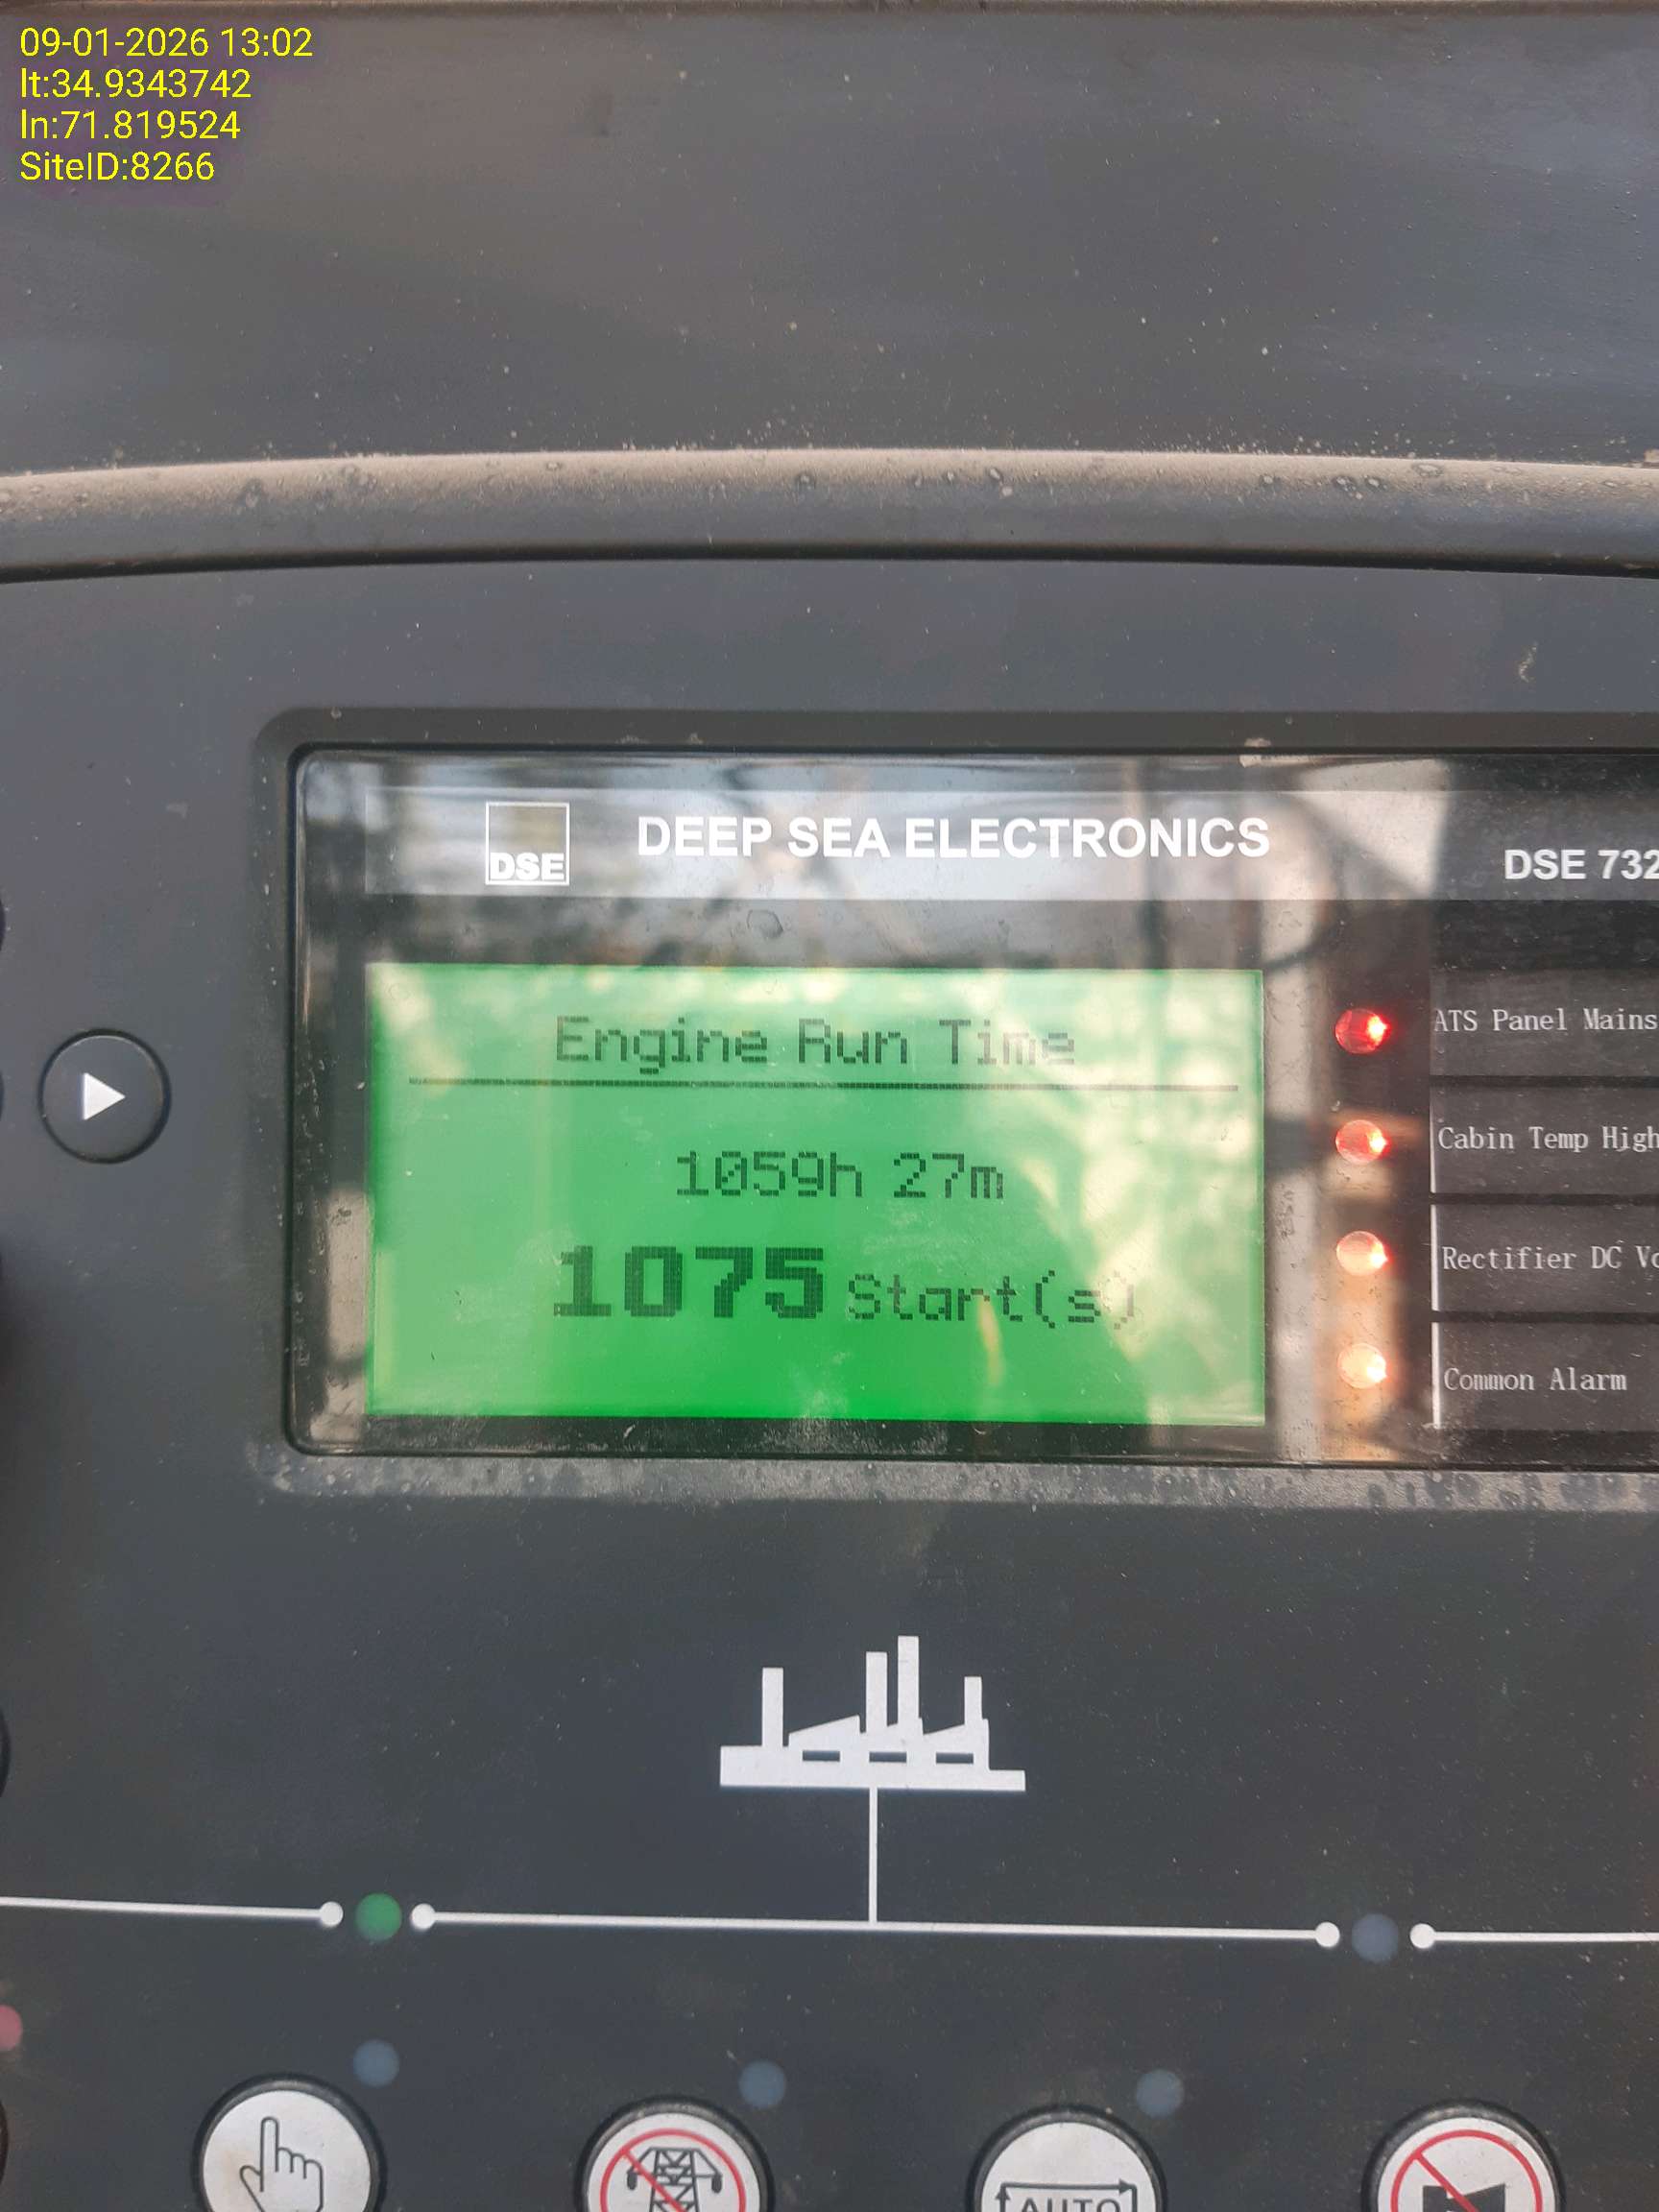 09-01-2026 13:02
lt:34.9343742
ln:71.819524
SiteID:8266
DSE
DEEP SEA ELECTRONICS
DSE 732
Engine Run Time
1059h 27m
1075 Start(s)
ATS Panel Mains
Cabin Temp High
Rectifier DC
Common Alarm
AUTO